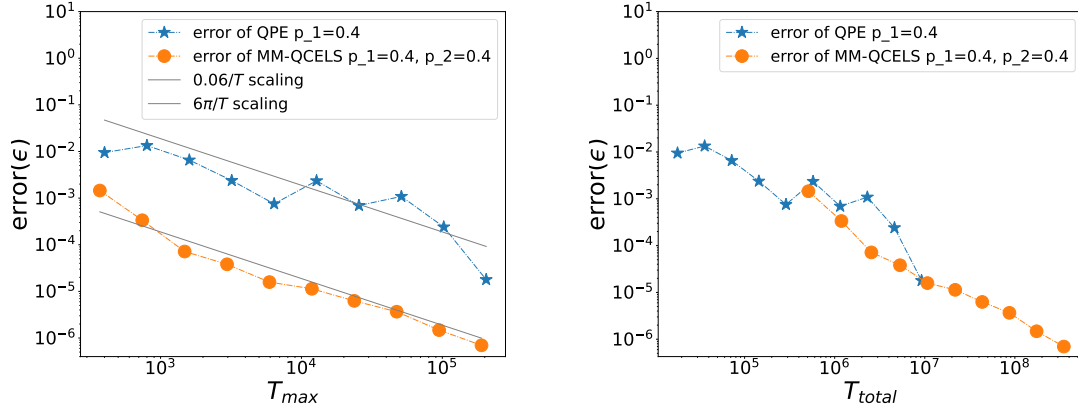 error of QPE p_1=0.4
error of MM-QCELS p_1=0.4, p_2=0.4
0.06/T scaling
6π/T scaling
10^1
10^0
10^-1
10^-2
10^-3
10^-4
10^-5
10^-6
error(ϵ)
10^3
10^4
10^5
T_max
error of QPE p_1=0.4
error of MM-QCELS p_1=0.4, p_2=0.4
10^1
10^0
10^-1
10^-2
10^-3
10^-4
10^-5
10^-6
error(ϵ)
10^5
10^6
10^7
10^8
T_total